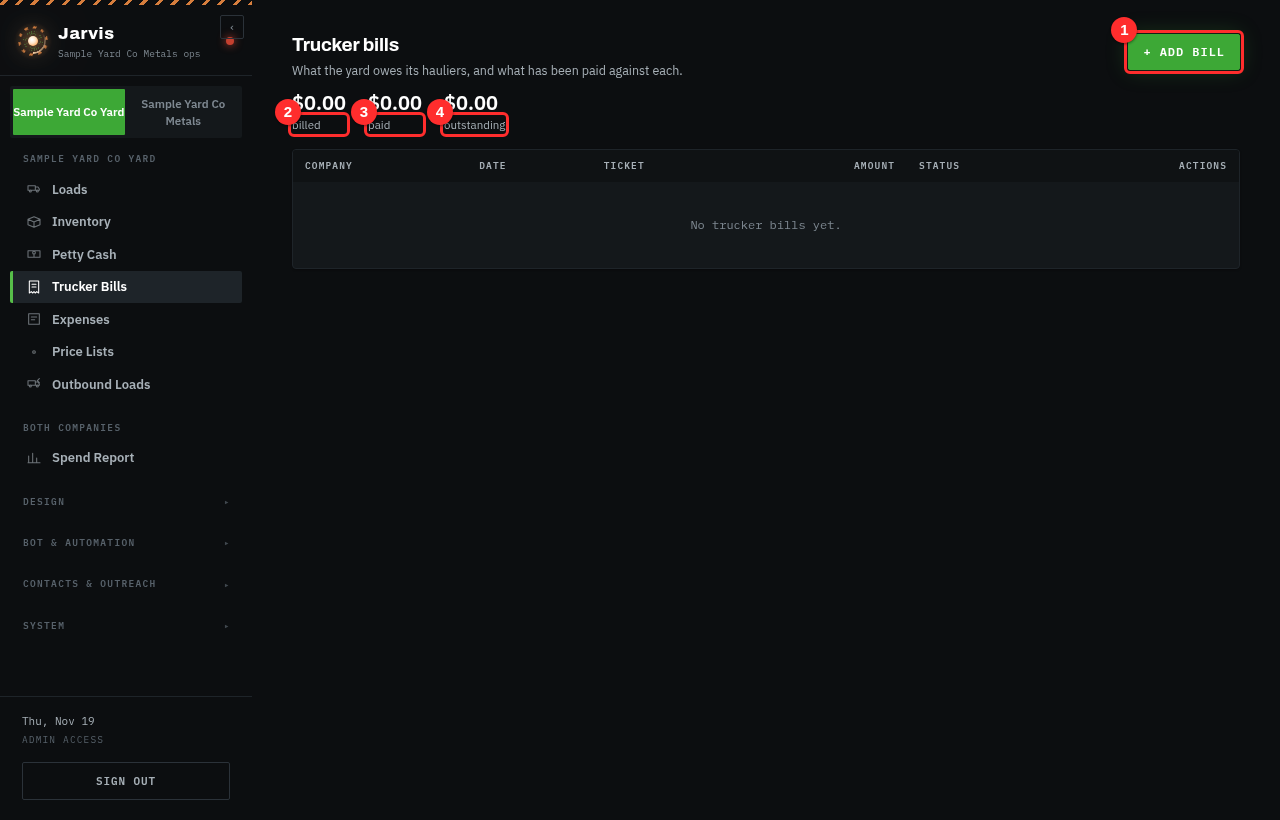 Jarvis
Sample Yard Co Metals ops
‹
Sample Yard Co Yard
Sample Yard Co Metals
SAMPLE YARD CO YARD
Loads
Inventory
Petty Cash
Trucker Bills
Expenses
Price Lists
Outbound Loads
BOTH COMPANIES
Spend Report
DESIGN
BOT & AUTOMATION
CONTACTS & OUTREACH
SYSTEM
Thu, Nov 19
ADMIN ACCESS
SIGN OUT
Trucker bills
What the yard owes its hauliers, and what has been paid against each.
1
+ ADD BILL
$0.00 $0.00 $0.00
2 3 4
billed paid outstanding
COMPANY DATE TICKET AMOUNT STATUS ACTIONS
No trucker bills yet.